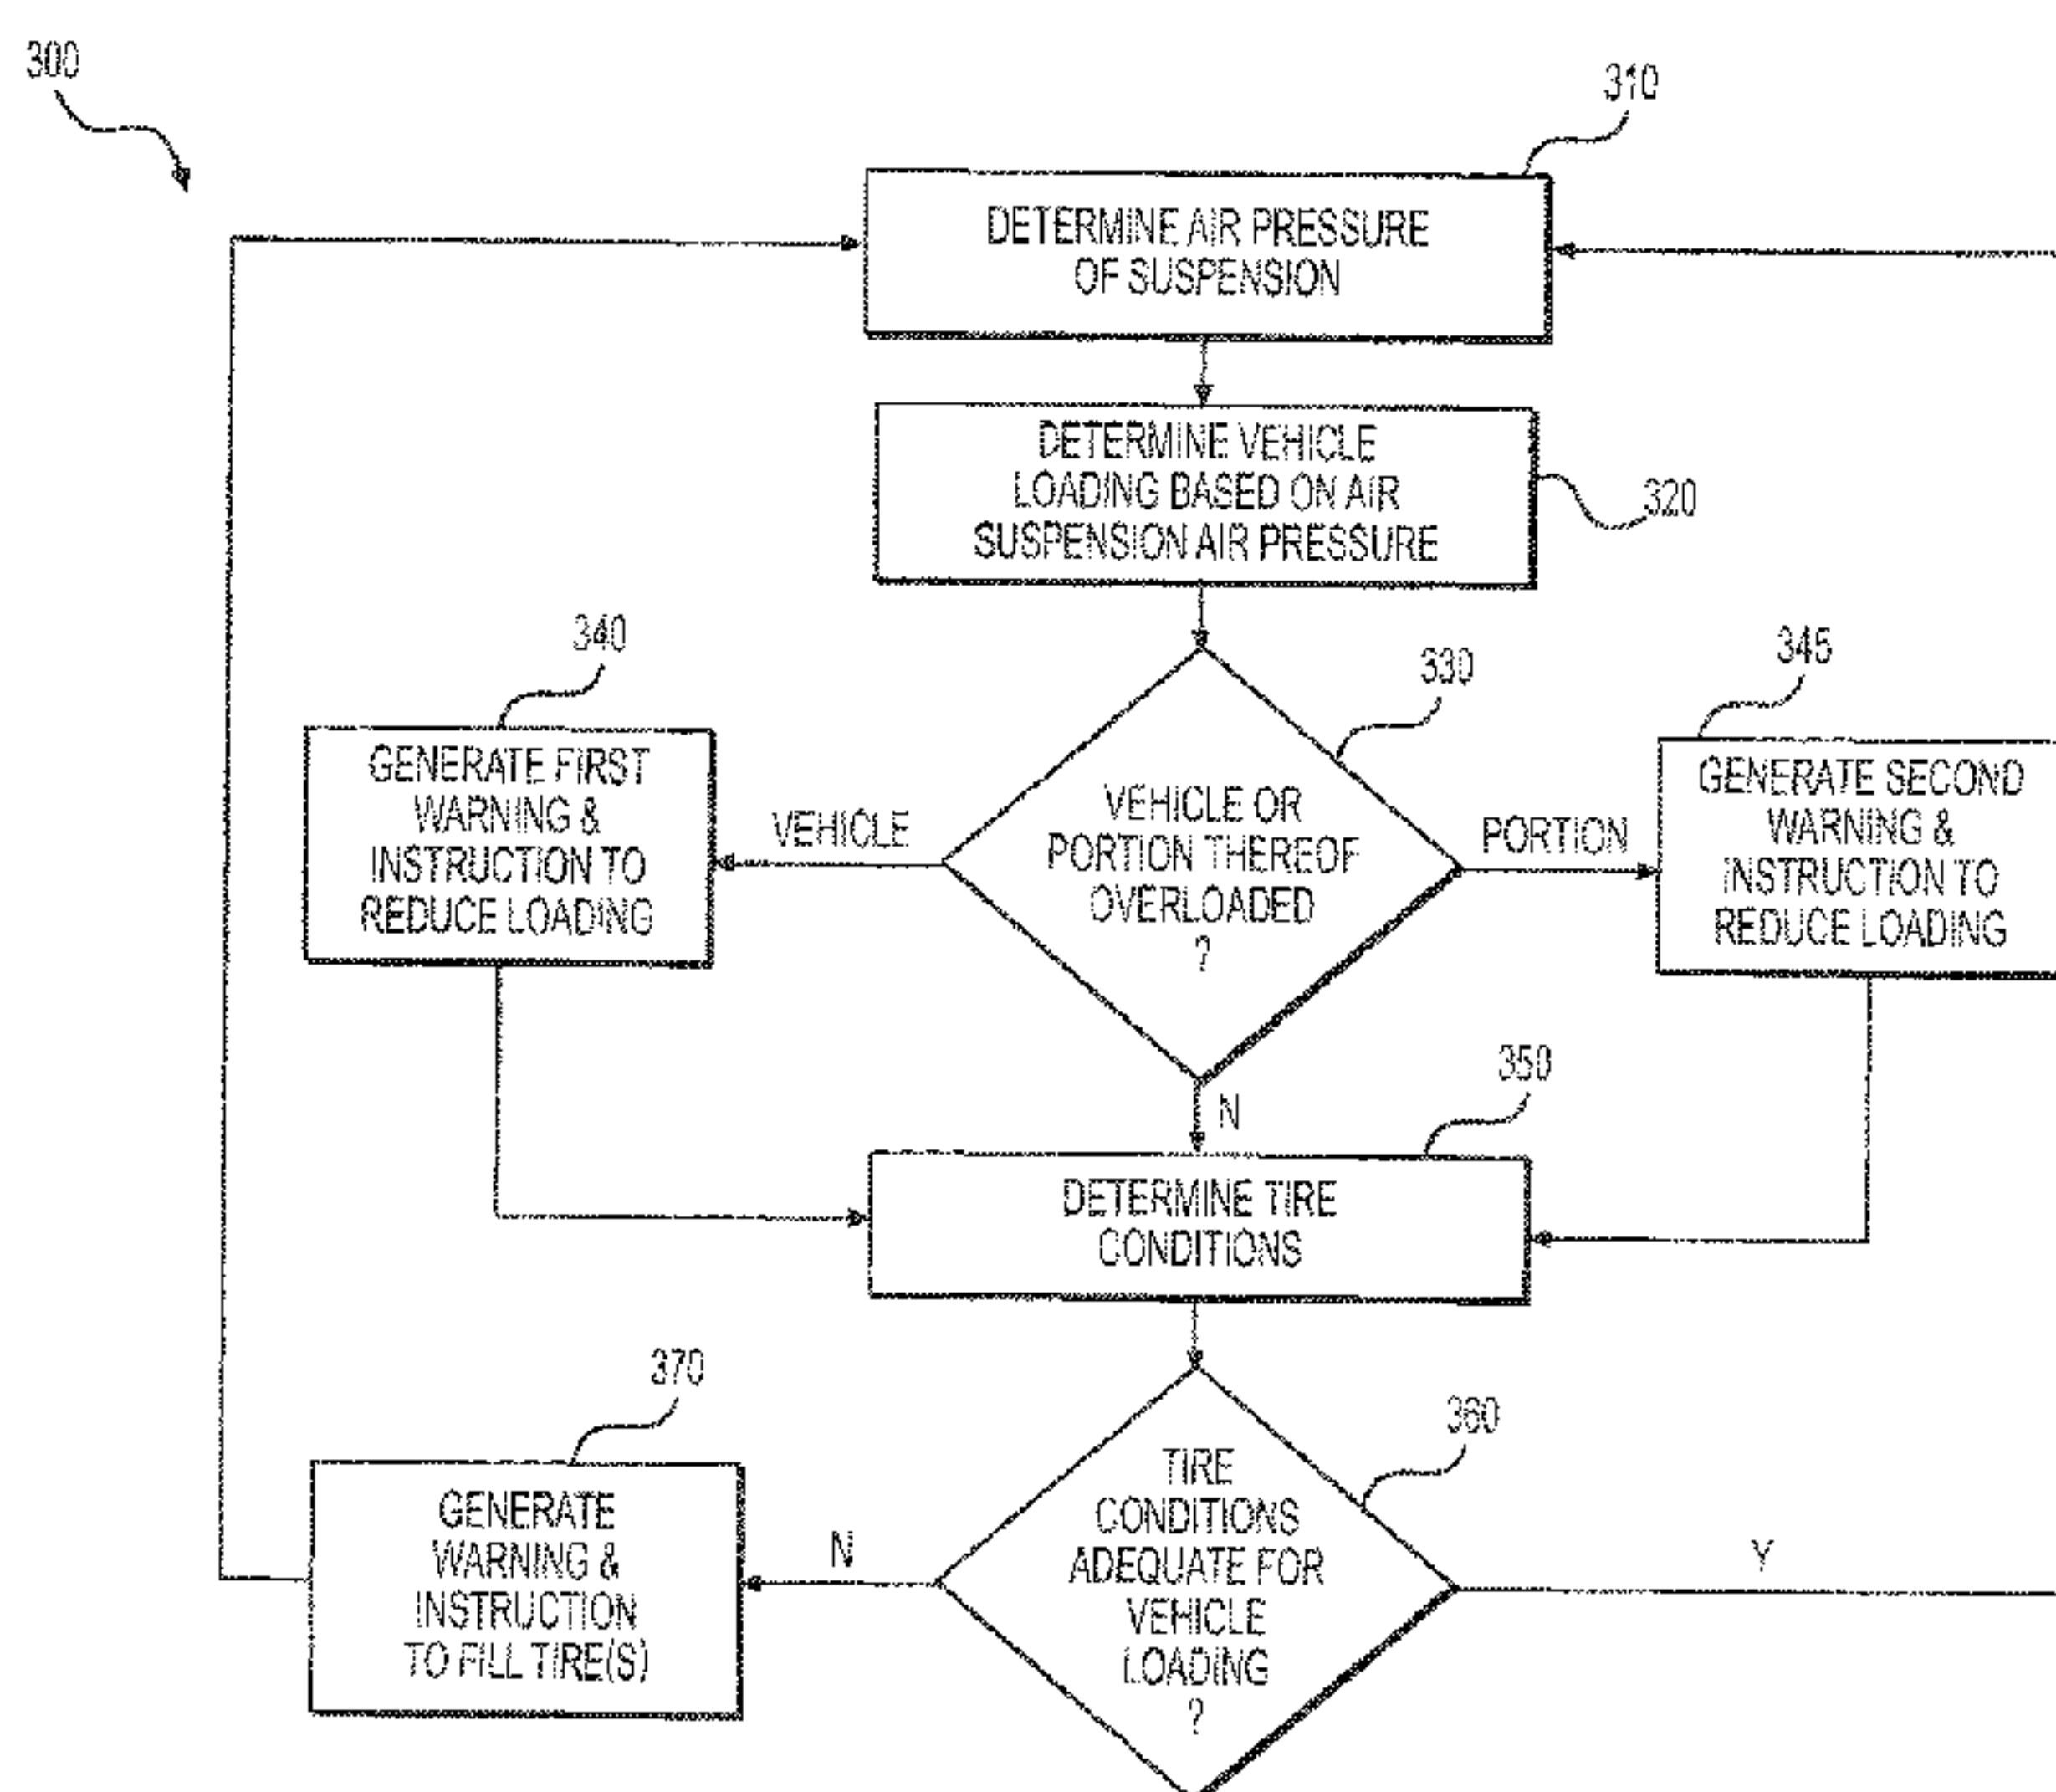 300
310
DETERMINE AIR PRESSURE
OF SUSPENSION
DETERMINE VEHICLE
LOADING BASED ON AIR
SUSPENSION AIR PRESSURE
320
340
330
345
GENERATE FIRST
WARNING &
INSTRUCTION TO
REDUCE LOADING
VEHICLE
VEHICLE OR
PORTION THEREOF
OVERLOADED
?
PORTION
GENERATE SECOND
WARNING &
INSTRUCTION TO
REDUCE LOADING
N
350
DETERMINE TIRE
CONDITIONS
370
360
GENERATE
WARNING &
INSTRUCTION
TO FILL TIRE(S)
N
TIRE
CONDITIONS
ADEQUATE FOR
VEHICLE
LOADING
?
Y